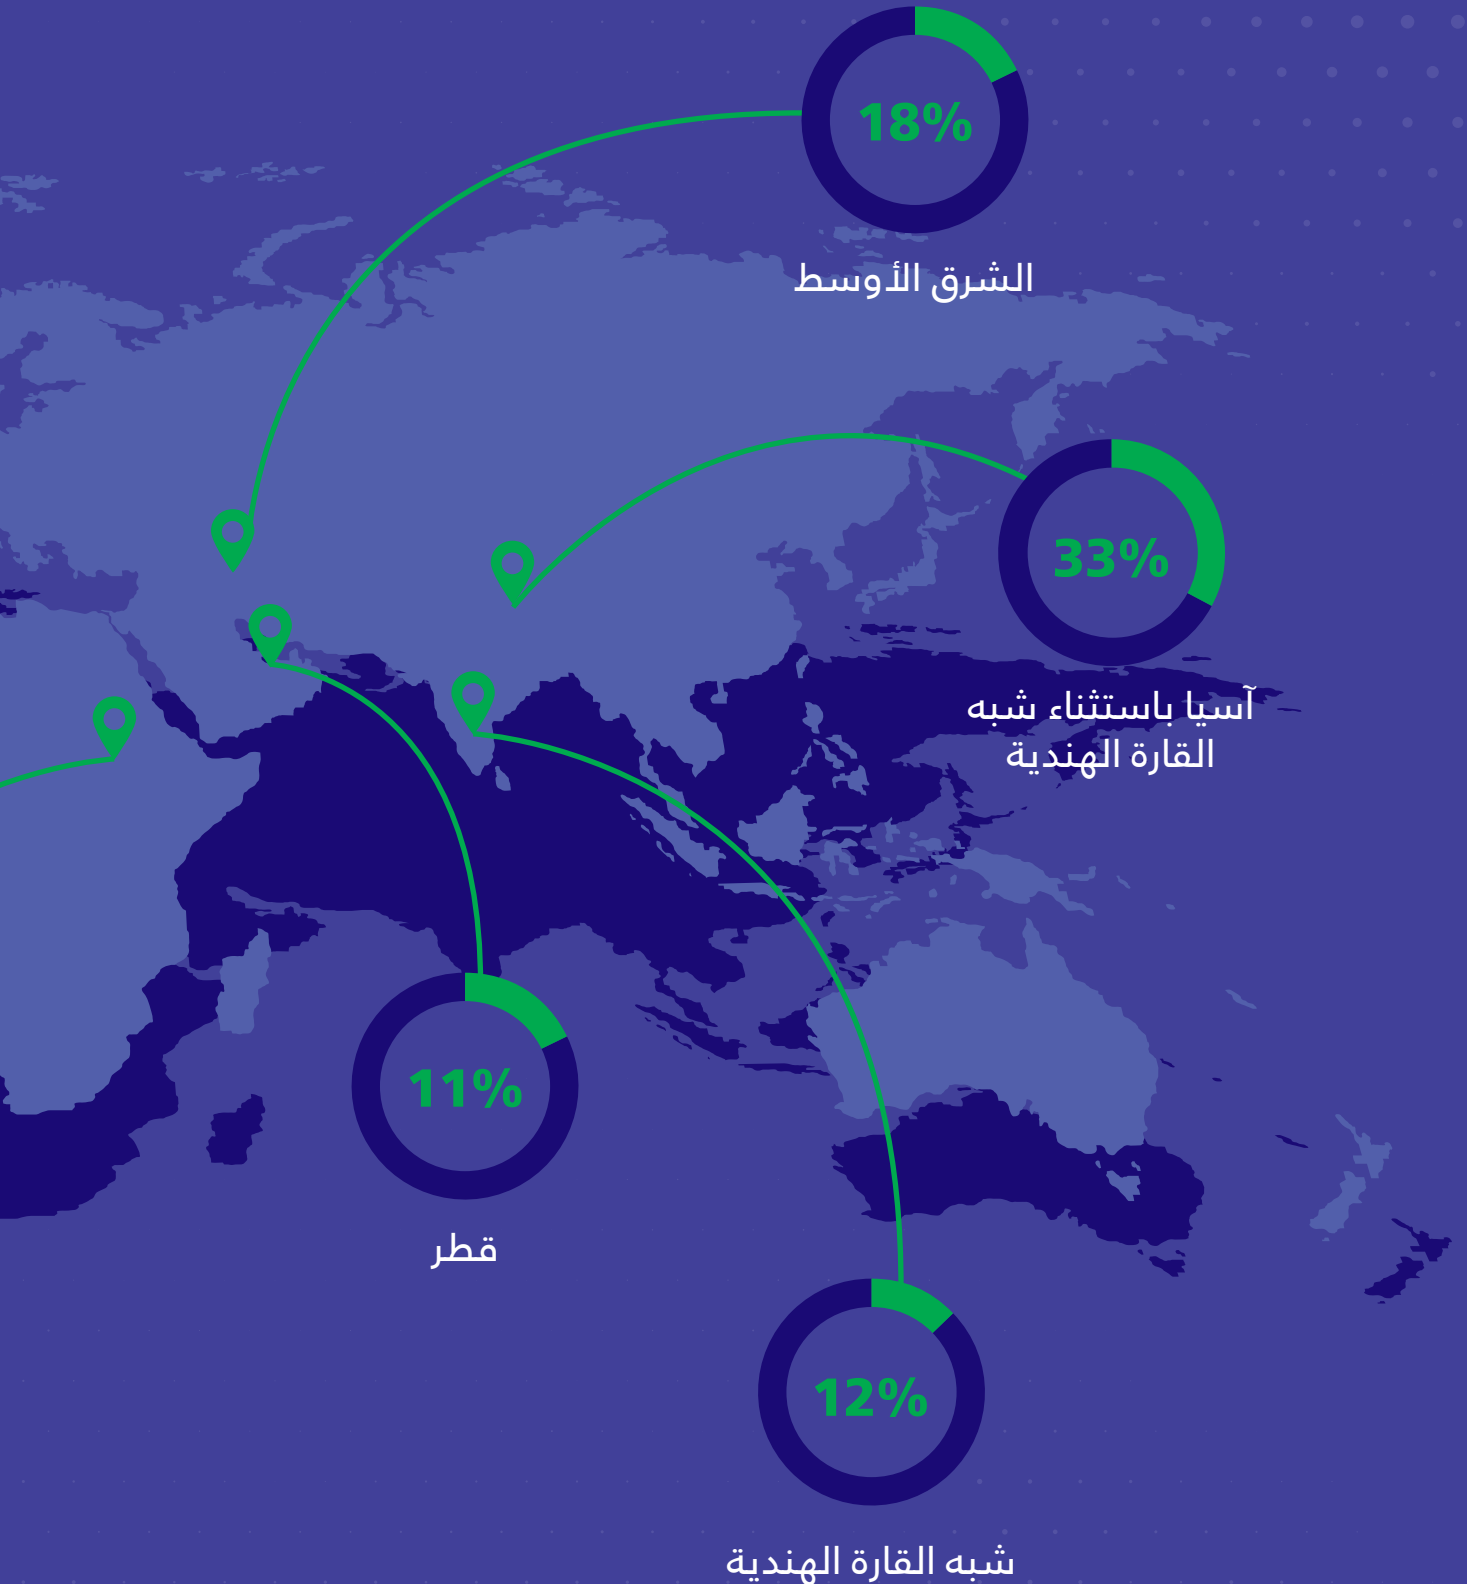 18%
الشرق الأوسط
33%
آسيا باستثناء شبه
القارة الهندية
11%
قطر
12%
شبه القارة الهندية